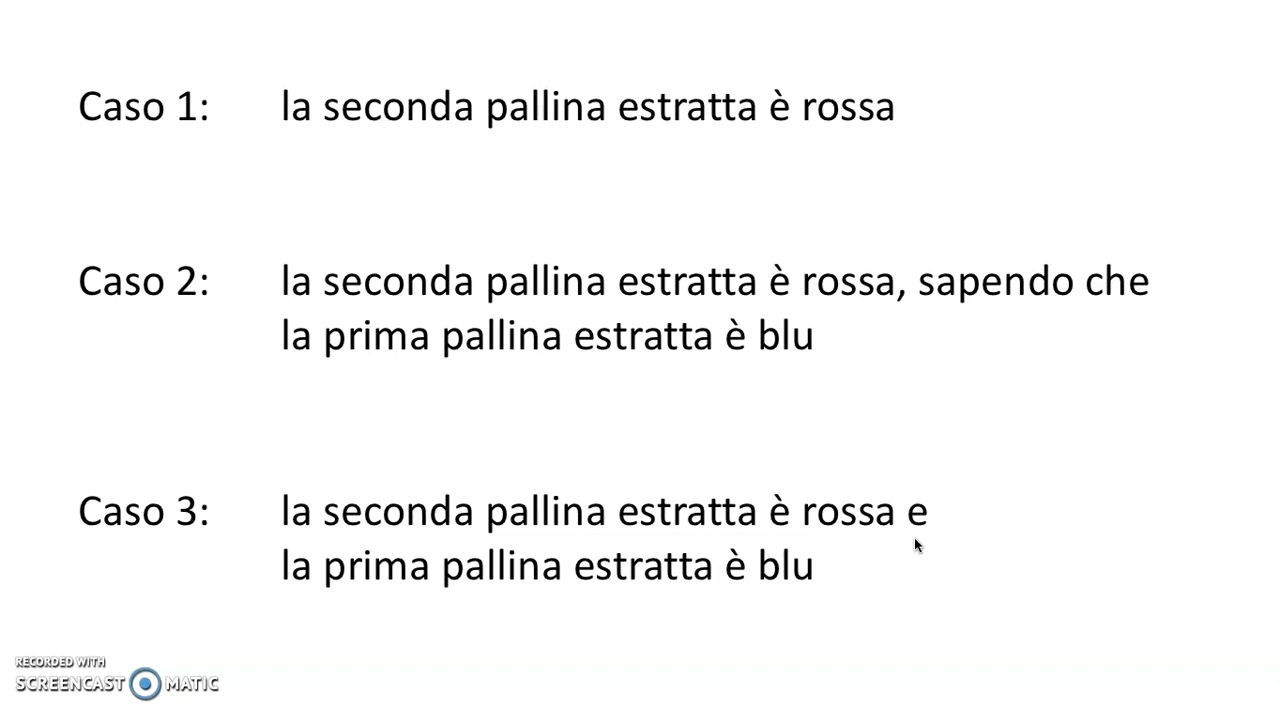 Caso 1: la seconda pallina estratta è rossa
Caso 2: la seconda pallina estratta è rossa, sapendo che
la prima pallina estratta è blu
Caso 3: la seconda pallina estratta è rossa e
la prima pallina estratta è blu
RECORDED WITH
SCREENCAST MATIC